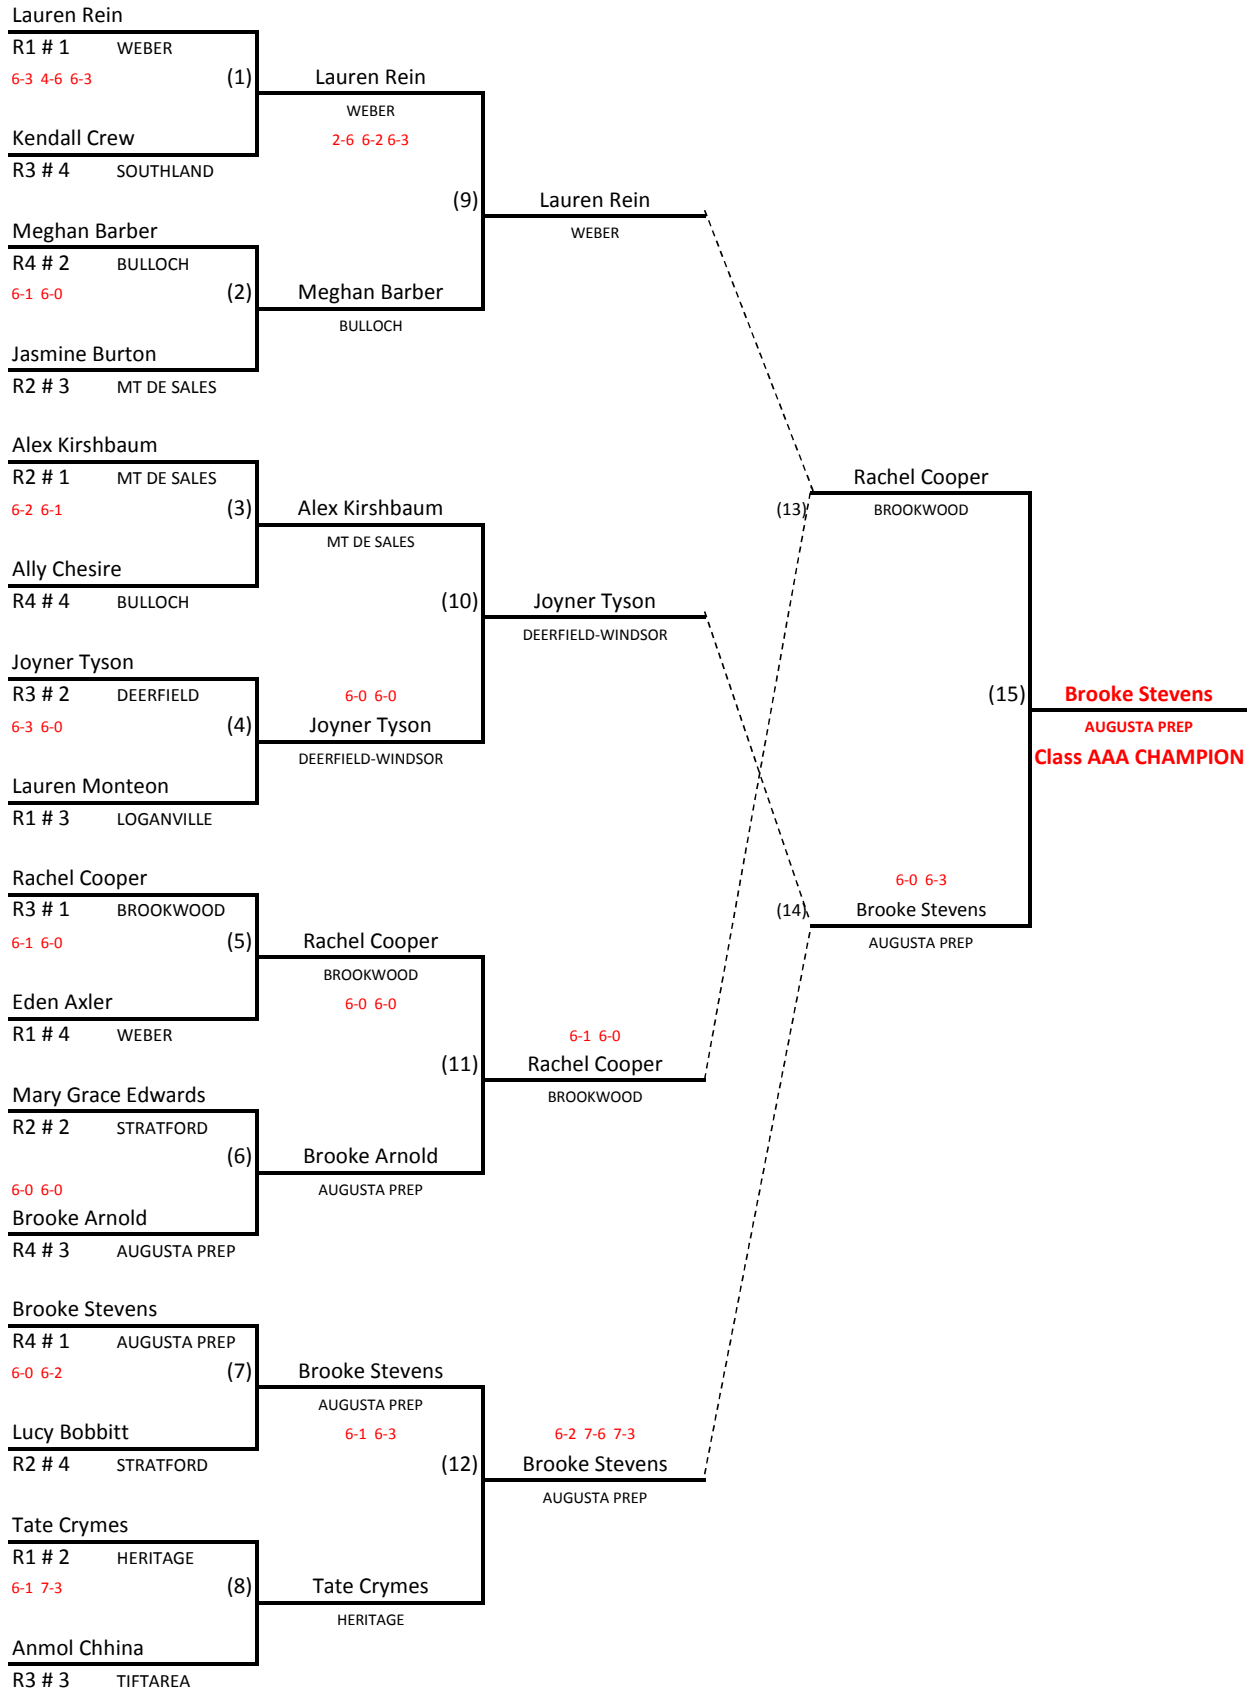 Lauren Rein
R1 # 1 WEBER
6-3 4-6 6-3 (1)
Kendall Crew
R3 # 4 SOUTHLAND
Meghan Barber
R4 # 2 BULLOCH
6-1 6-0 (2)
Jasmine Burton
R2 # 3 MT DE SALES
Alex Kirshbaum
R2 # 1 MT DE SALES
6-2 6-1 (3)
Ally Chesire
R4 # 4 BULLOCH
Joyner Tyson
R3 # 2 DEERFIELD
6-3 6-0 (4)
Lauren Monteon
R1 # 3 LOGANVILLE
Rachel Cooper
R3 # 1 BROOKWOOD
6-1 6-0 (5)
Eden Axler
R1 # 4 WEBER
Mary Grace Edwards
R2 # 2 STRATFORD
(6)
6-0 6-0
Brooke Arnold
R4 # 3 AUGUSTA PREP
Brooke Stevens
R4 # 1 AUGUSTA PREP
6-0 6-2 (7)
Lucy Bobbitt
R2 # 4 STRATFORD
Tate Crymes
R1 # 2 HERITAGE
6-1 7-3 (8)
Anmol Chhina
R3 # 3 TIFTAREA
Lauren Rein
WEBER
2-6 6-2 6-3
(9)
Meghan Barber
BULLOCH
Alex Kirshbaum
MT DE SALES
(10)
6-0 6-0
Joyner Tyson
DEERFIELD-WINDSOR
Rachel Cooper
BROOKWOOD
6-0 6-0
(11)
Brooke Arnold
AUGUSTA PREP
Brooke Stevens
AUGUSTA PREP
6-1 6-3
(12)
Tate Crymes
HERITAGE
Lauren Rein
WEBER
Joyner Tyson
DEERFIELD-WINDSOR
6-1 6-0
Rachel Cooper
BROOKWOOD
6-2 7-6 7-3
Brooke Stevens
AUGUSTA PREP
Rachel Cooper
(13) BROOKWOOD
(15)
6-0 6-3
(14) Brooke Stevens
AUGUSTA PREP
Brooke Stevens
AUGUSTA PREP
Class AAA CHAMPION